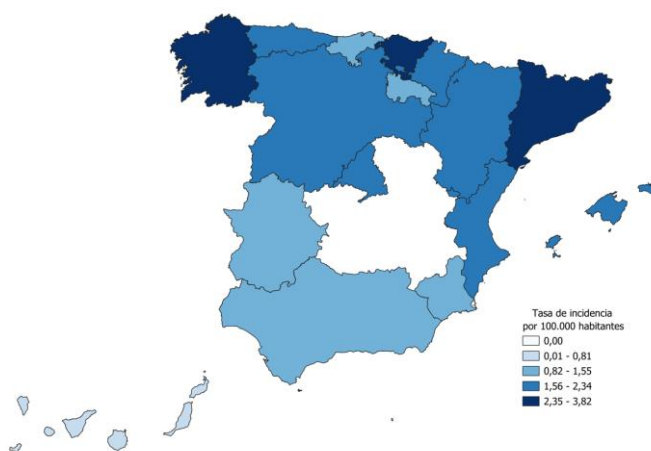 Tasa de incidencia
por 100.000 habitantes
0,00
0,01 - 0,81
0,82 - 1,55
1,56 - 2,34
2,35 - 3,82